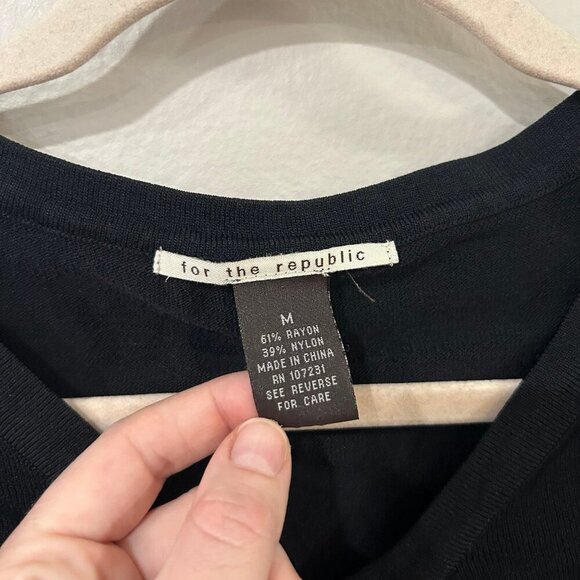 for the republic
M
61% RAYON
39% NYLON
MADE IN CHINA
RN 107231
SEE REVERSE
FOR CARE